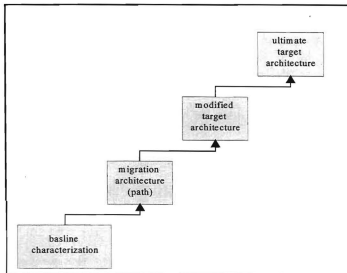 ultimate
target
architecture
modified
target
architecture
migration
architecture
(path)
basline
characterization